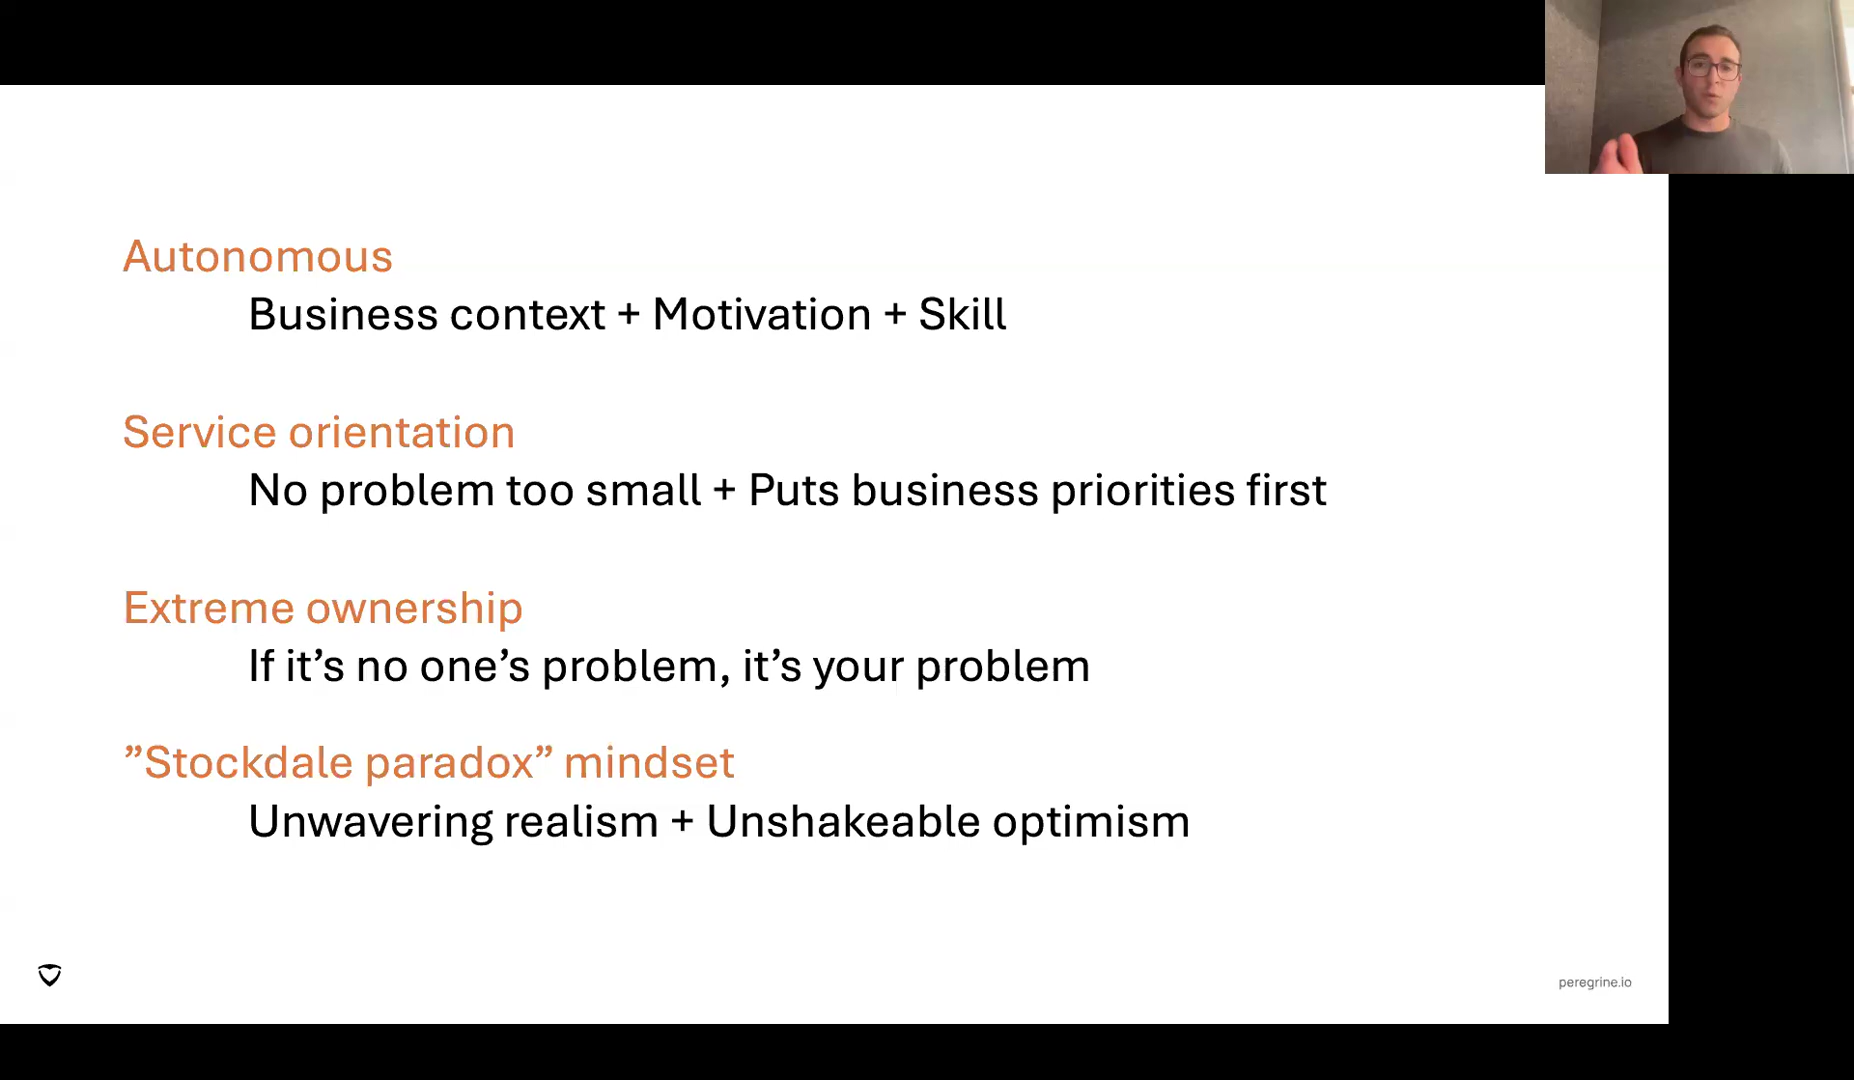 Autonomous
Business context + Motivation + Skill
Service orientation
No problem too small + Puts business priorities first
Extreme ownership
If it’s no one’s problem, it’s your problem
”Stockdale paradox” mindset
Unwavering realism + Unshakeable optimism
peregrine.io